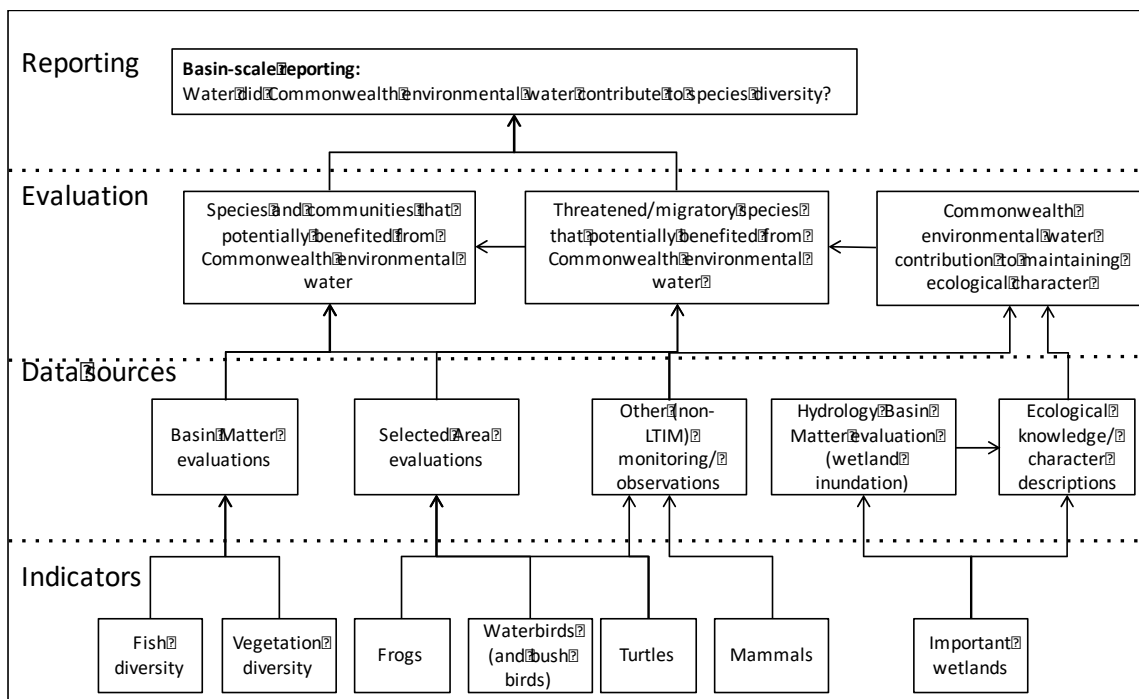 Reporting
Basin-scale reporting:
Water did Commonwealth environmental water contribute to species diversity?
Evaluation
Species and communities that
potentially benefited from
Commonwealth environmental
water
Threatened/migratory species
that potentially benefited from
Commonwealth environmental
water
Commonwealth
environmental water
contribution to maintaining
ecological character
Data sources
Basin Matter
evaluations
Selected Area
evaluations
Other (non-
LTIM)
monitoring/
observations
Hydrology Basin
Matter evaluation
(wetland
inundation)
Ecological
knowledge/
character
descriptions
Indicators
Fish
diversity
Vegetation
diversity
Frogs
Waterbirds
(and bush
birds)
Turtles
Mammals
Important
wetlands